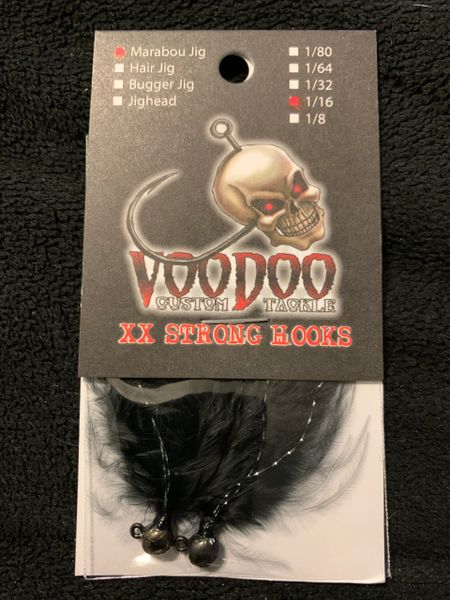 Marabou Jig
Hair Jig
Bugger Jig
Jighead
1/80
1/64
1/32
1/16
1/8
VOODOO
CUSTOM TACKLE
XX STRONG HOOKS